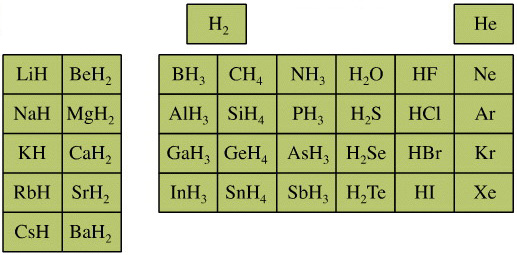 H₂ He
LiH BeH₂ BH₃ CH₄ NH₃ H₂O HF Ne
NaH MgH₂ AlH₃ SiH₄ PH₃ H₂S HCl Ar
KH CaH₂ GaH₃ GeH₄ AsH₃ H₂Se HBr Kr
RbH SrH₂ InH₃ SnH₄ SbH₃ H₂Te HI Xe
CsH BaH₂